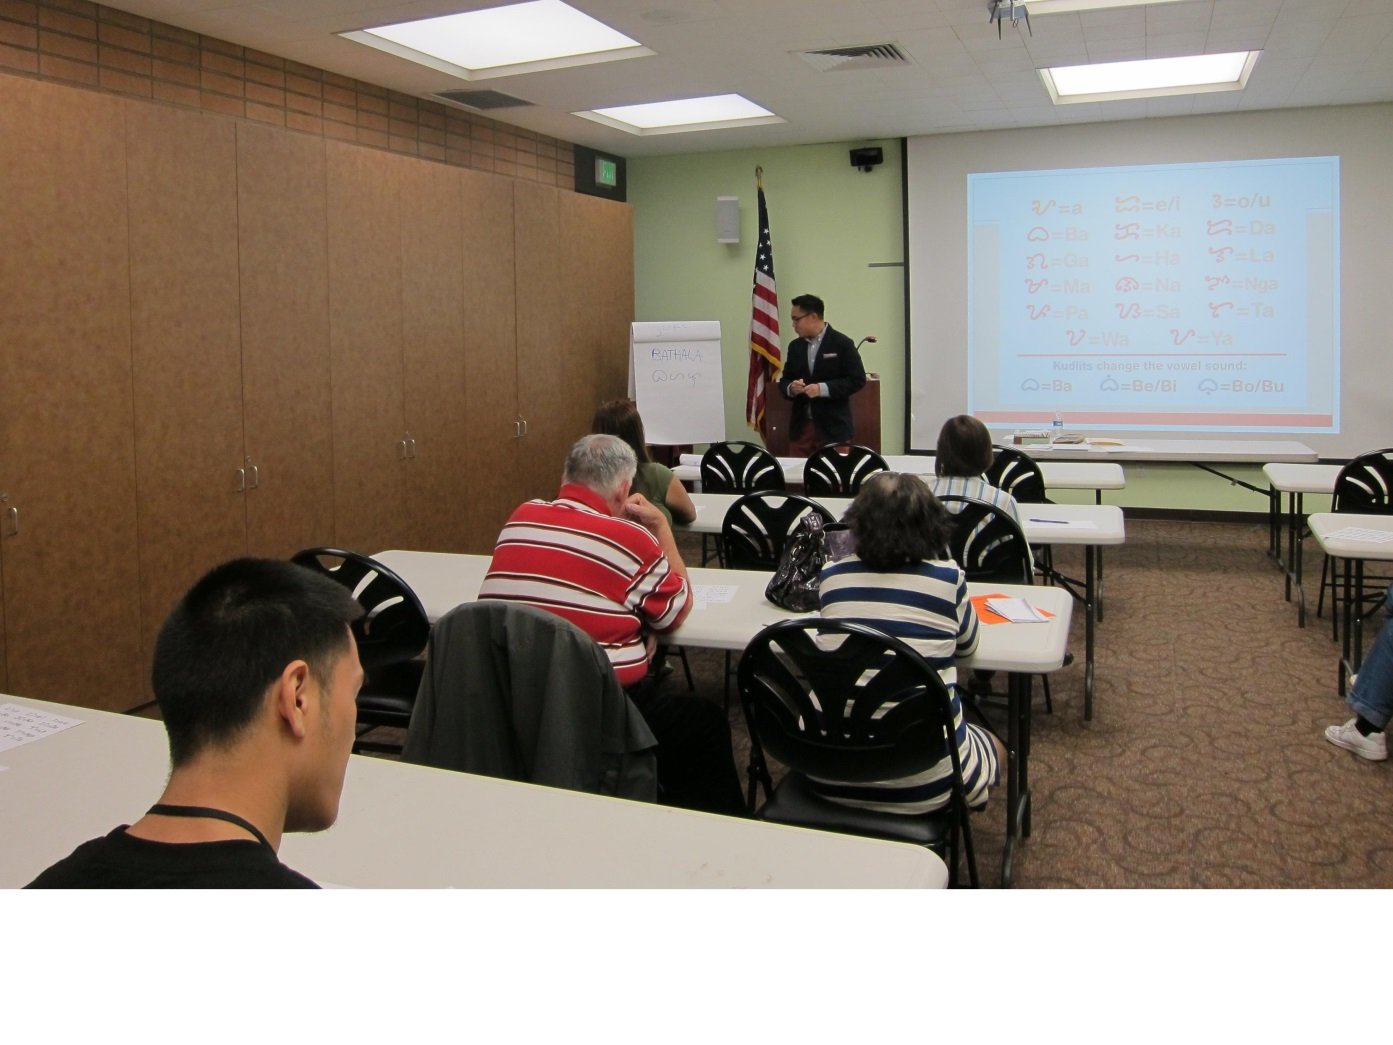 BATHALA
ᜀ=a ᜁ=e/i ᜂ=o/u
ᜊ=Ba ᜃ=Ka ᜇ=Da
ᜄ=Ga ᜑ=Ha ᜎ=La
ᜋ=Ma ᜈ=Na ᜅ=Nga
ᜉ=Pa ᜐ=Sa ᜆ=Ta
ᜏ=Wa ᜌ=Ya
Kudlits change the vowel sound:
ᜊ=Ba ᜊᜒ=Be/Bi ᜊᜓ=Bo/Bu